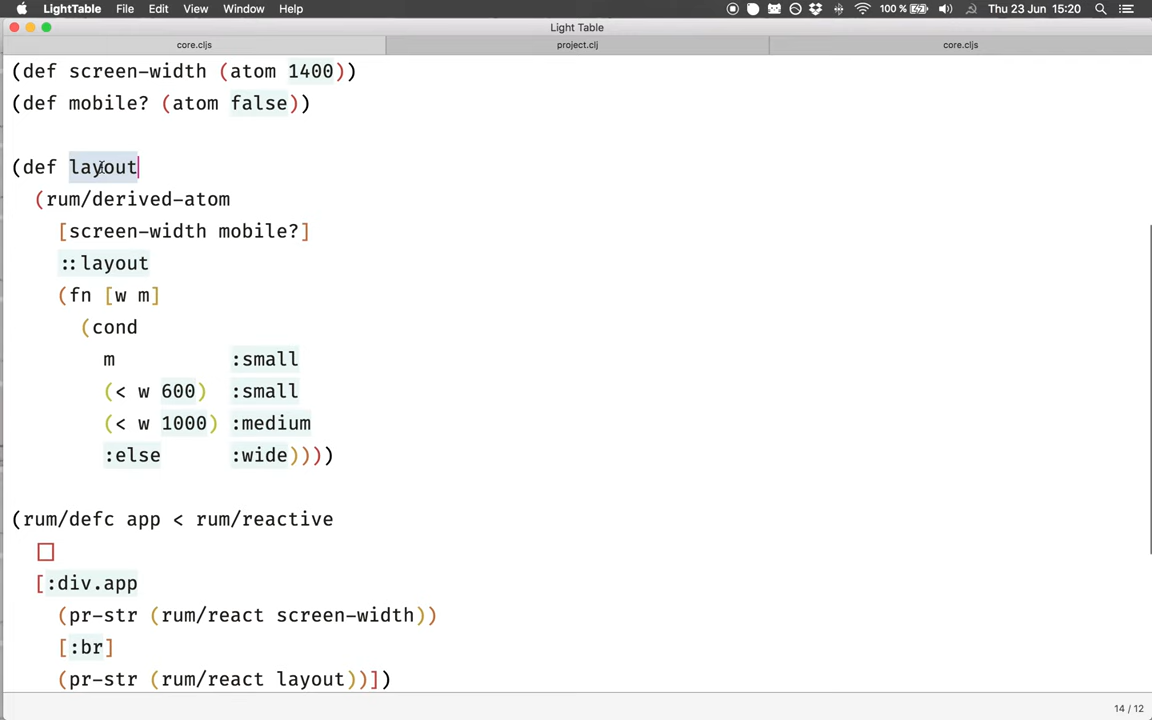 LightTable File Edit View Window Help 100 % Thu 23 Jun 15:20
Light Table
core.cljs project.clj core.cljs
(def screen-width (atom 1400))
(def mobile? (atom false))
(def layout
(rum/derived-atom
[screen-width mobile?]
::layout
(fn [w m]
(cond
m :small
(< w 600) :small
(< w 1000) :medium
:else :wide))))
(rum/defc app < rum/reactive
[]
[:div.app
(pr-str (rum/react screen-width))
[:br]
(pr-str (rum/react layout))])
14 / 12